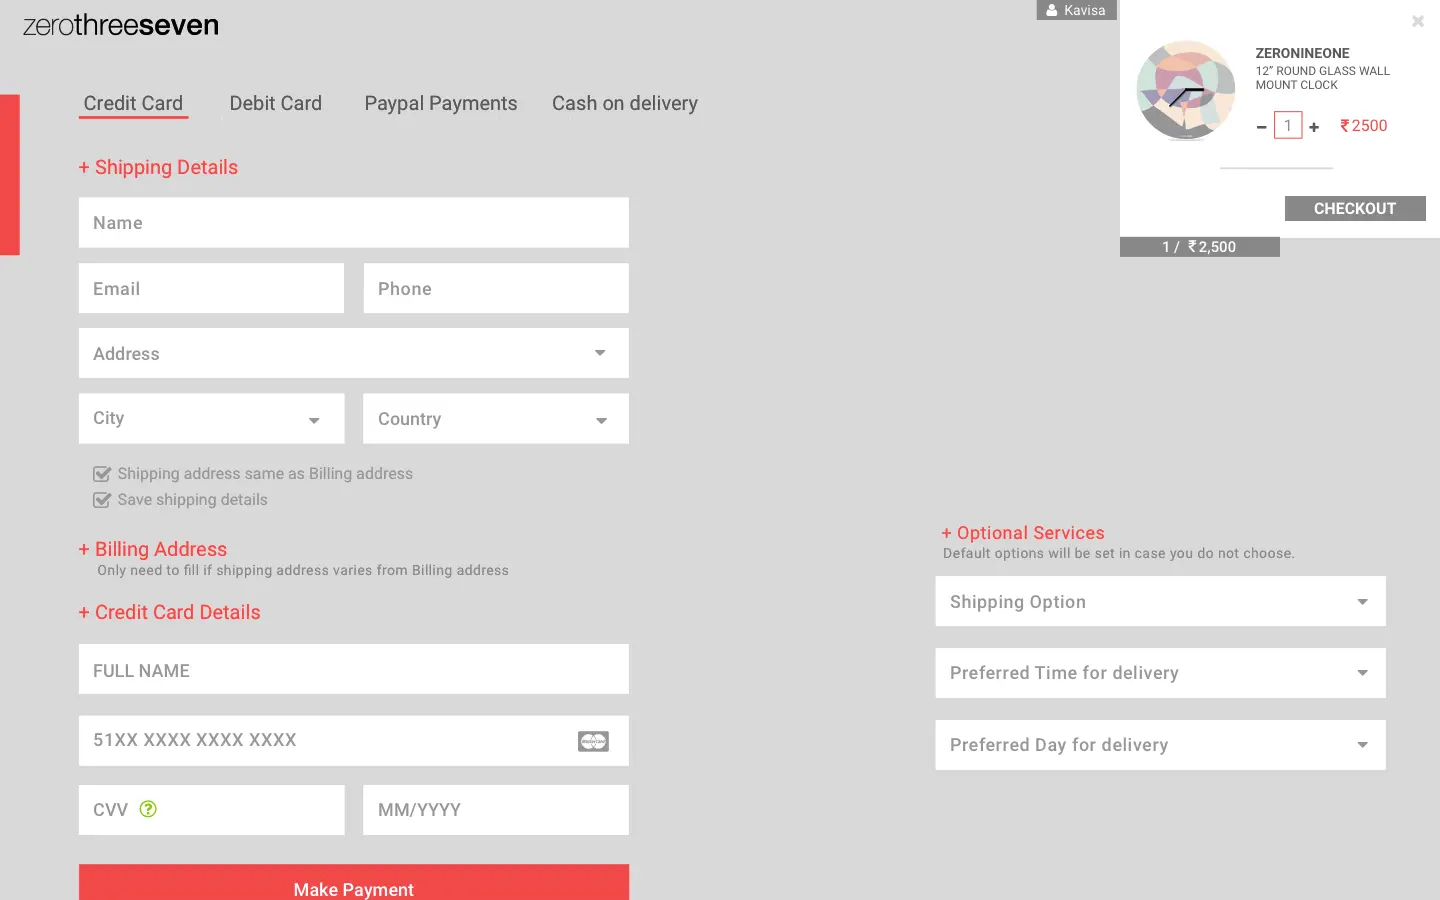 zerothreeseven
Kavisa
ZERONINEONE
12” ROUND GLASS WALL
MOUNT CLOCK
− 1 + ₹2500
CHECKOUT
1 / ₹2,500
Credit Card Debit Card Paypal Payments Cash on delivery
+ Shipping Details
Name
Email Phone
Address
City Country
Shipping address same as Billing address
Save shipping details
+ Billing Address
Only need to fill if shipping address varies from Billing address
+ Credit Card Details
FULL NAME
51XX XXXX XXXX XXXX
CVV ? MM/YYYY
Make Payment
+ Optional Services
Default options will be set in case you do not choose.
Shipping Option
Preferred Time for delivery
Preferred Day for delivery